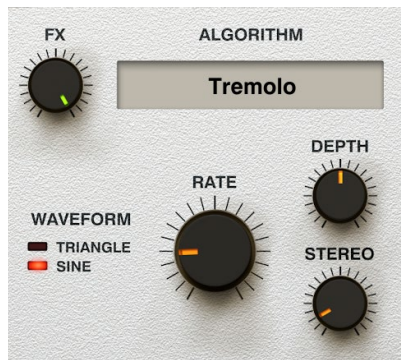 FX
ALGORITHM
Tremolo
DEPTH
RATE
WAVEFORM
TRIANGLE
SINE
STEREO